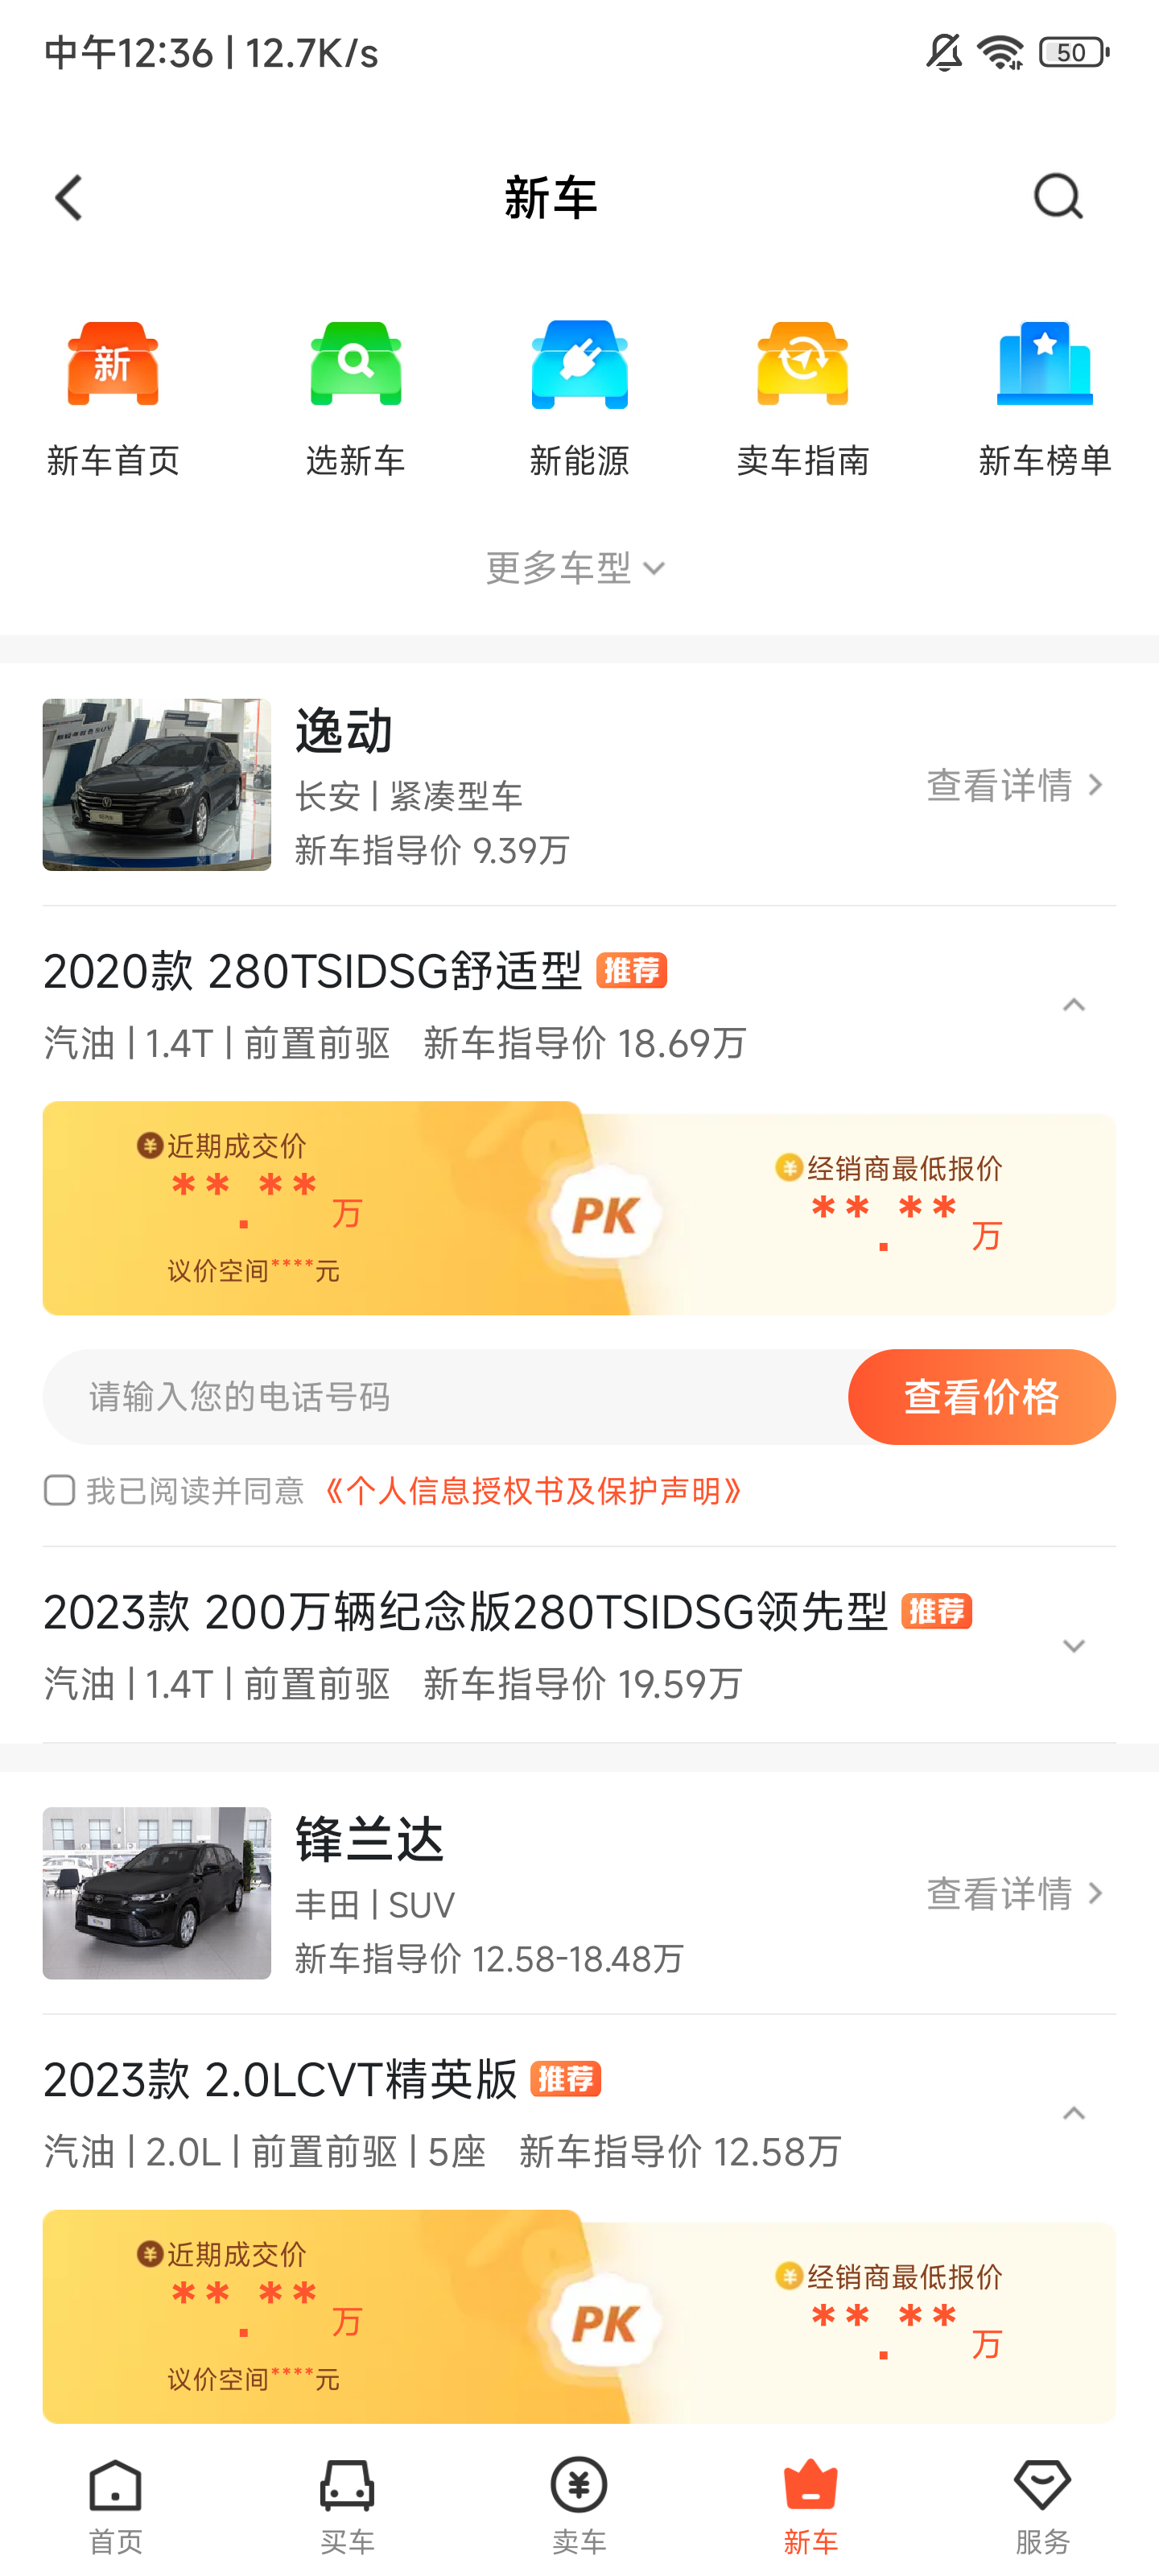 中午12:36 | 12.7K/s
50
新车
新
新车首页
选新车
新能源
卖车指南
新车榜单
更多车型
逸动
长安 | 紧凑型车
新车指导价 9.39万
查看详情
2020款 280TSIDSG舒适型 推荐
汽油 | 1.4T | 前置前驱 新车指导价 18.69万
¥近期成交价
**.**万
议价空间****元
PK
¥经销商最低报价
**.**万
请输入您的电话号码
查看价格
我已阅读并同意 《个人信息授权书及保护声明》
2023款 200万辆纪念版280TSIDSG领先型 推荐
汽油 | 1.4T | 前置前驱 新车指导价 19.59万
锋兰达
丰田 | SUV
新车指导价 12.58-18.48万
查看详情
2023款 2.0LCVT精英版 推荐
汽油 | 2.0L | 前置前驱 | 5座 新车指导价 12.58万
¥近期成交价
**.**万
议价空间****元
PK
¥经销商最低报价
**.**万
首页
买车
¥
卖车
新车
服务